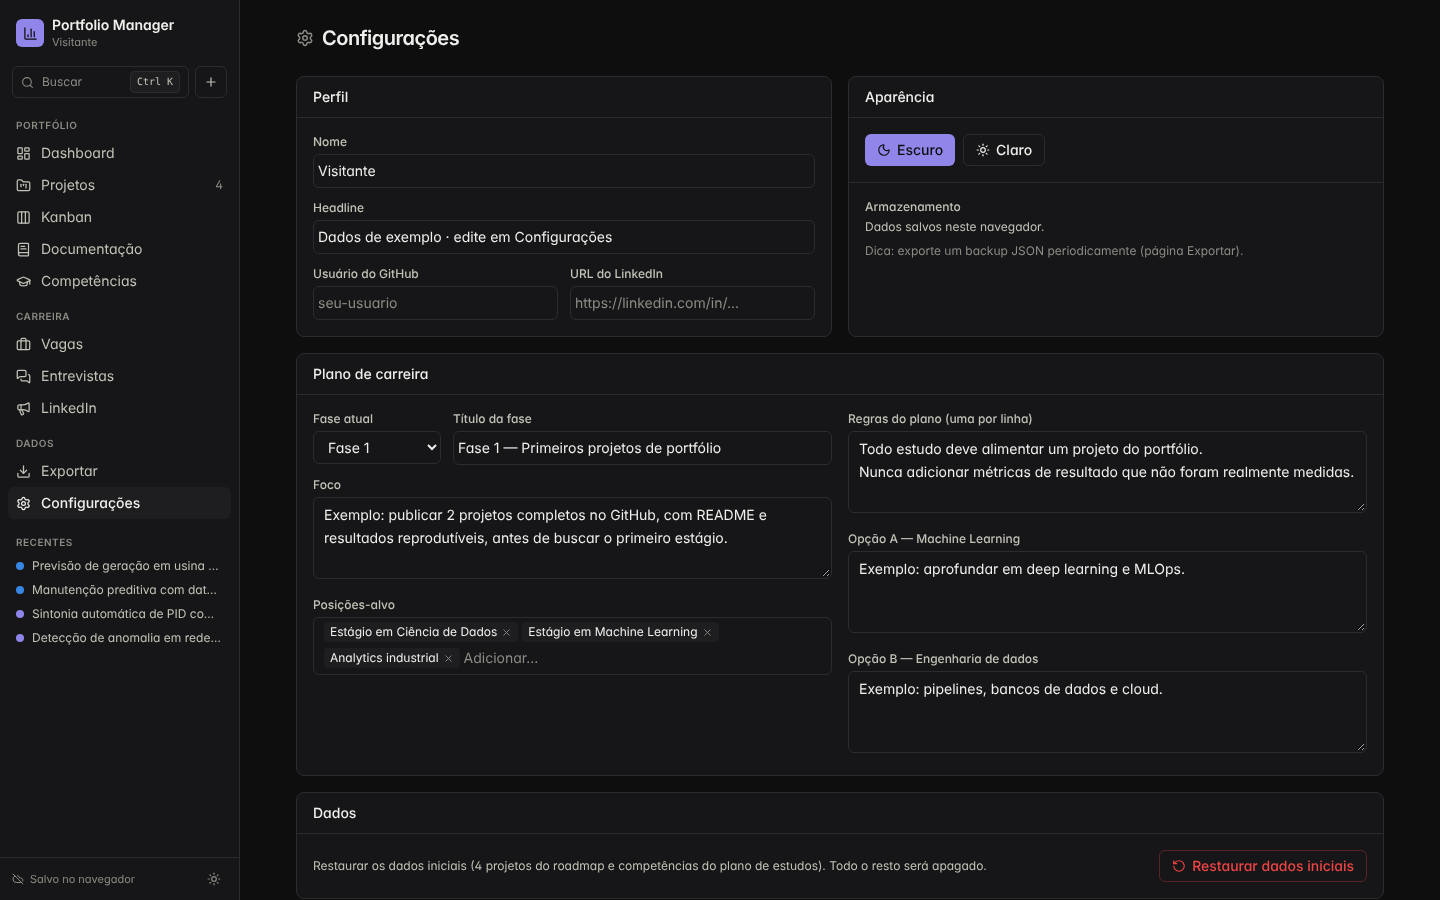 Portfolio Manager
Visitante
Buscar
Ctrl K
PORTFÓLIO
Dashboard
Projetos
4
Kanban
Documentação
Competências
CARREIRA
Vagas
Entrevistas
LinkedIn
DADOS
Exportar
Configurações
RECENTES
Previsão de geração em usina ...
Manutenção preditiva com dat...
Sintonia automática de PID co...
Detecção de anomalia em rede...
Salvo no navegador
Configurações
Perfil
Nome
Visitante
Headline
Dados de exemplo · edite em Configurações
Usuário do GitHub
URL do LinkedIn
seu-usuario
https://linkedin.com/in/...
Aparência
Escuro
Claro
Armazenamento
Dados salvos neste navegador.
Dica: exporte um backup JSON periodicamente (página Exportar).
Plano de carreira
Fase atual
Título da fase
Fase 1
Fase 1 — Primeiros projetos de portfólio
Foco
Exemplo: publicar 2 projetos completos no GitHub, com README e
resultados reprodutíveis, antes de buscar o primeiro estágio.
Posições-alvo
Estágio em Ciência de Dados
Estágio em Machine Learning
Analytics industrial
Adicionar...
Regras do plano (uma por linha)
Todo estudo deve alimentar um projeto do portfólio.
Nunca adicionar métricas de resultado que não foram realmente medidas.
Opção A — Machine Learning
Exemplo: aprofundar em deep learning e MLOps.
Opção B — Engenharia de dados
Exemplo: pipelines, bancos de dados e cloud.
Dados
Restaurar os dados iniciais (4 projetos do roadmap e competências do plano de estudos). Todo o resto será apagado.
Restaurar dados iniciais